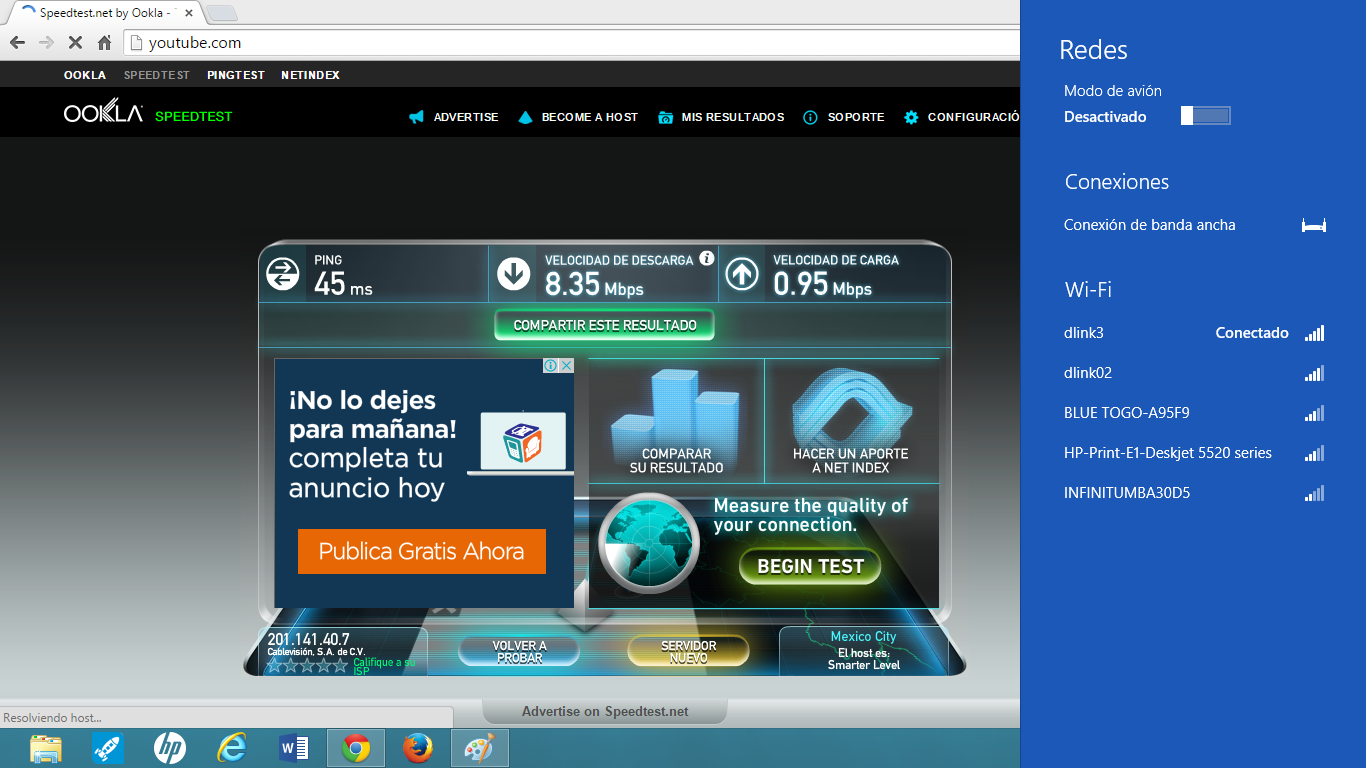 Speedtest.net by Ookla -
youtube.com
OOKLA SPEEDTEST PINGTEST NETINDEX
OOKLA SPEEDTEST
ADVERTISE BECOME A HOST MIS RESULTADOS SOPORTE CONFIGURACIÓ
PING
45 ms
VELOCIDAD DE DESCARGA
8.35 Mbps
VELOCIDAD DE CARGA
0.95 Mbps
COMPARTIR ESTE RESULTADO
¡No lo dejes
para mañana!
completa tu
anuncio hoy
Publica Gratis Ahora
COMPARAR
SU RESULTADO
HACER UN APORTE
A NET INDEX
Measure the quality of
your connection.
BEGIN TEST
201.141.40.7
Cablevisión, S.A. de C.V.
Califique a su
ISP
VOLVER A
PROBAR
SERVIDOR
NUEVO
Mexico City
El host es:
Smarter Level
Advertise on Speedtest.net
Resolviendo host...
hp
Redes
Modo de avión
Desactivado
Conexiones
Conexión de banda ancha
Wi-Fi
dlink3 Conectado
dlink02
BLUE TOGO-A95F9
HP-Print-E1-Deskjet 5520 series
INFINITUMBA30D5